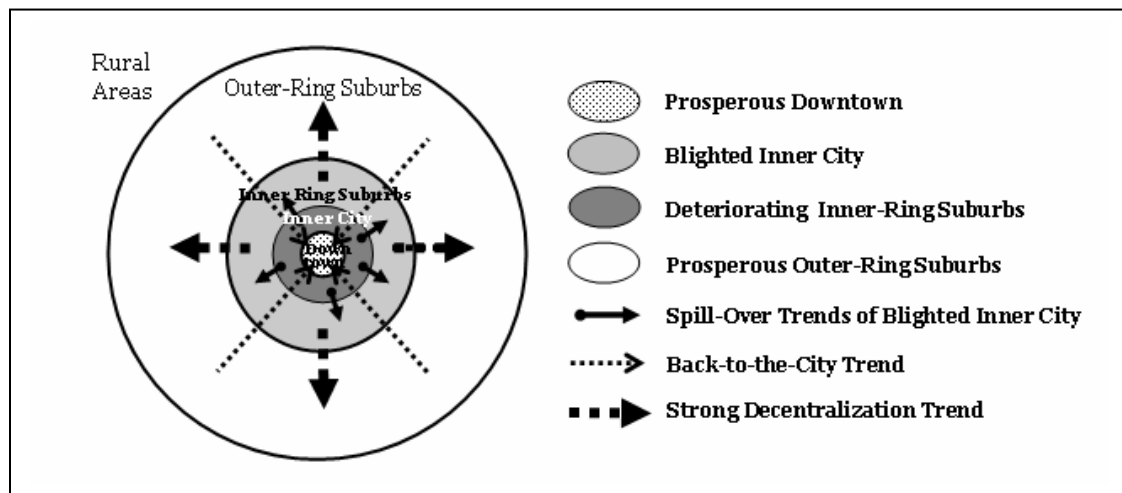 Rural
Areas
Outer-Ring Suburbs
Inner Ring Suburbs
Inner City
Down
town
Prosperous Downtown
Blighted Inner City
Deteriorating Inner-Ring Suburbs
Prosperous Outer-Ring Suburbs
Spill-Over Trends of Blighted Inner City
Back-to-the-City Trend
Strong Decentralization Trend